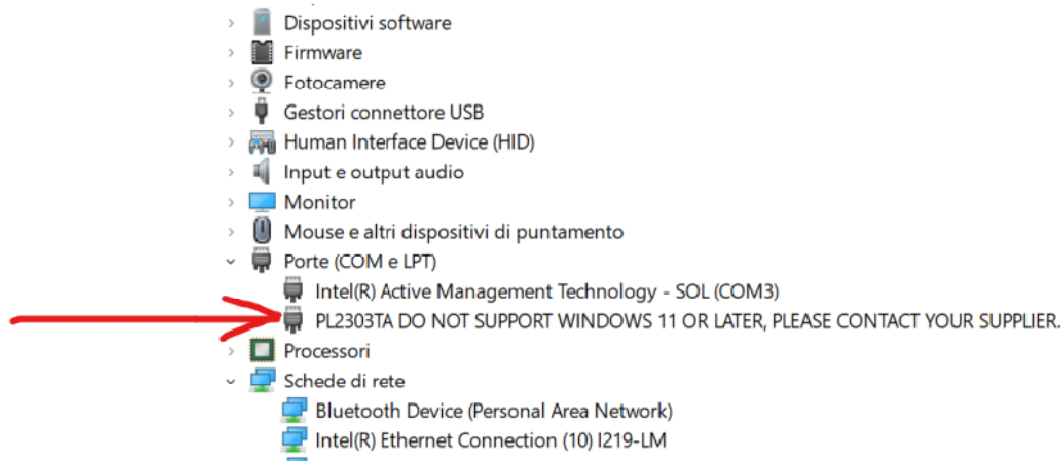 Dispositivi software
Firmware
Fotocamere
Gestori connettore USB
Human Interface Device (HID)
Input e output audio
Monitor
Mouse e altri dispositivi di puntamento
Porte (COM e LPT)
Intel(R) Active Management Technology - SOL (COM3)
PL2303TA DO NOT SUPPORT WINDOWS 11 OR LATER, PLEASE CONTACT YOUR SUPPLIER.
Processori
Schede di rete
Bluetooth Device (Personal Area Network)
Intel(R) Ethernet Connection (10) I219-LM